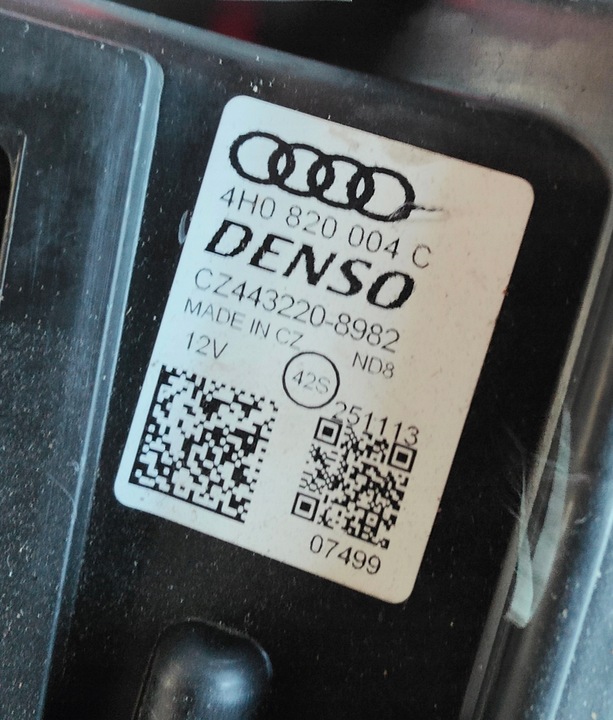 4H0 820 004 C
DENSO
CZ443220-8982
MADE IN CZ
ND8
12V
42S
251113
07499